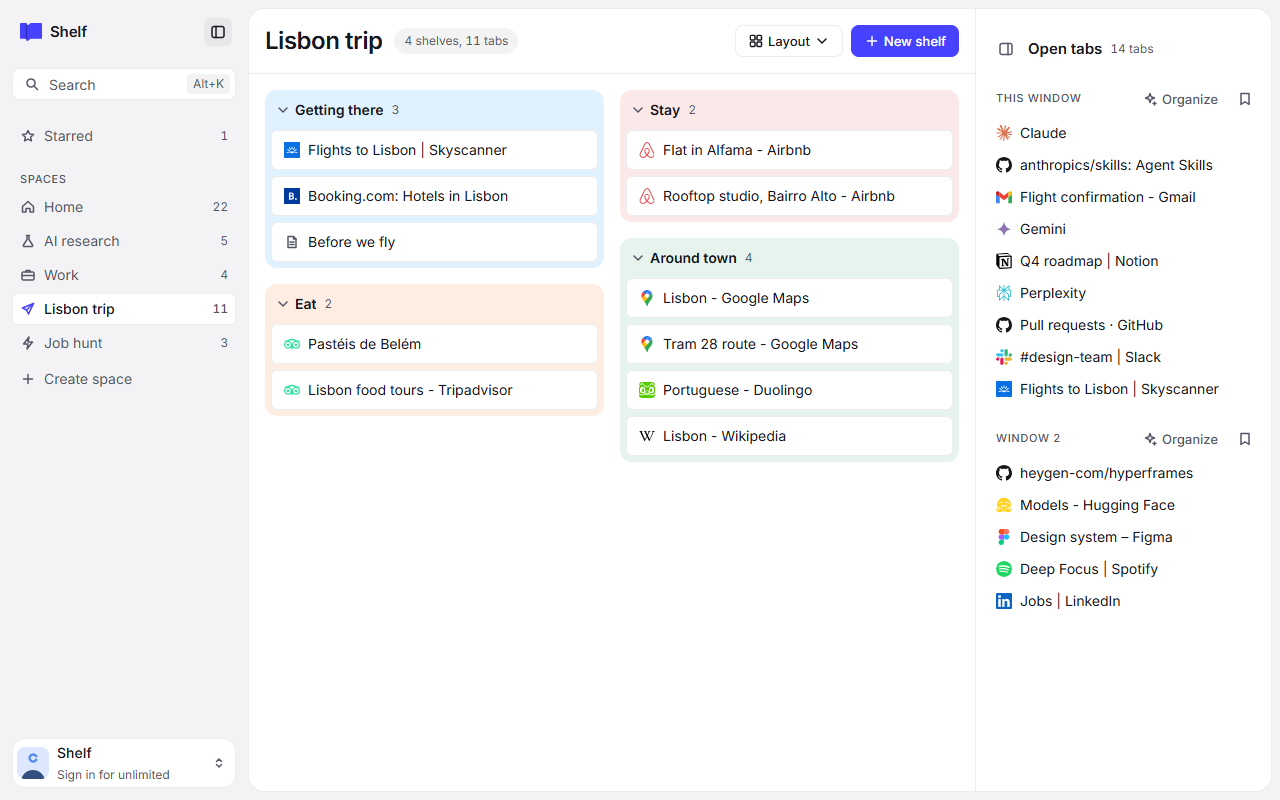 Shelf
Search
Alt+K
Starred 1
SPACES
Home 22
AI research 5
Work 4
Lisbon trip 11
Job hunt 3
Create space
Shelf
Sign in for unlimited
Lisbon trip
4 shelves, 11 tabs
Layout
New shelf
Getting there 3
Flights to Lisbon | Skyscanner
B. Booking.com: Hotels in Lisbon
Before we fly
Eat 2
Pastéis de Belém
Lisbon food tours - Tripadvisor
Stay 2
Flat in Alfama - Airbnb
Rooftop studio, Bairro Alto - Airbnb
Around town 4
Lisbon - Google Maps
Tram 28 route - Google Maps
Portuguese - Duolingo
W Lisbon - Wikipedia
Open tabs 14 tabs
THIS WINDOW Organize
Claude
anthropics/skills: Agent Skills
Flight confirmation - Gmail
Gemini
Q4 roadmap | Notion
Perplexity
Pull requests · GitHub
#design-team | Slack
Flights to Lisbon | Skyscanner
WINDOW 2 Organize
heygen-com/hyperframes
Models - Hugging Face
Design system – Figma
Deep Focus | Spotify
in Jobs | LinkedIn